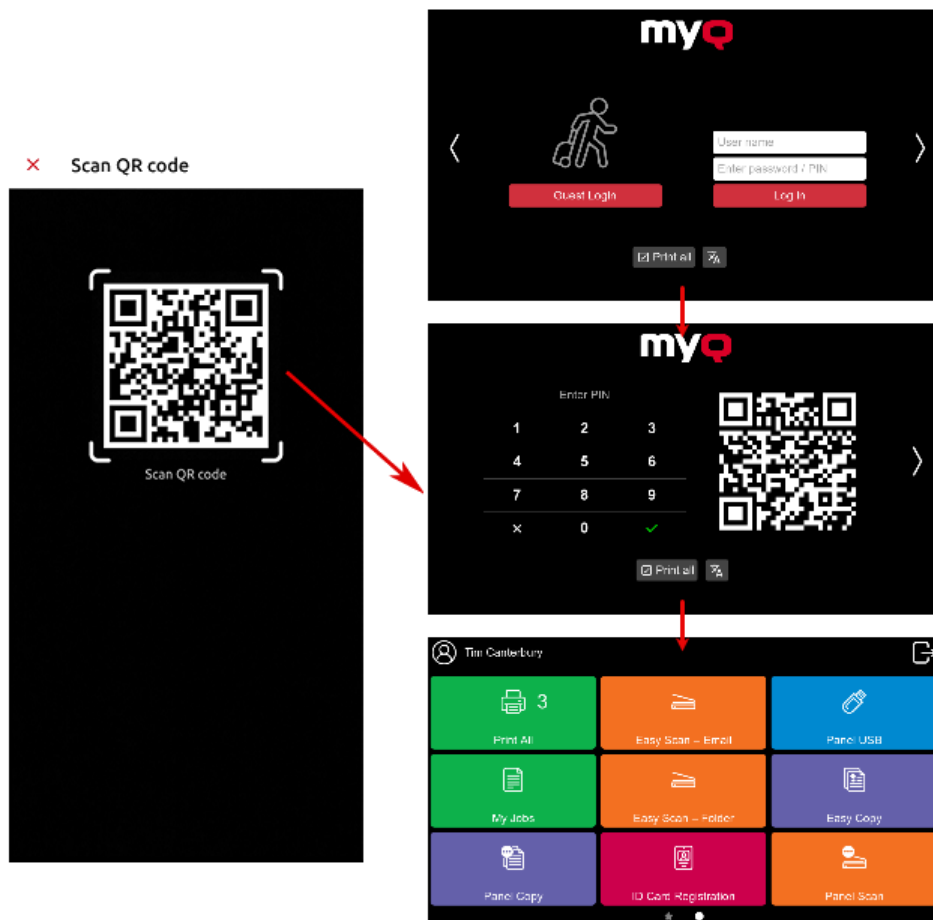 Scan QR code
Scan QR code
myQ
User name
Enter password / PIN
Guest Login
Log In
Print all
myQ
Enter PIN
1 2 3
4 5 6
7 8 9
× 0
Print all
Tim Canterbury
3
Print All
Easy Scan – Email
Panel USB
My Jobs
Easy Scan – Folder
Easy Copy
Panel Copy
ID Card Registration
Panel Scan